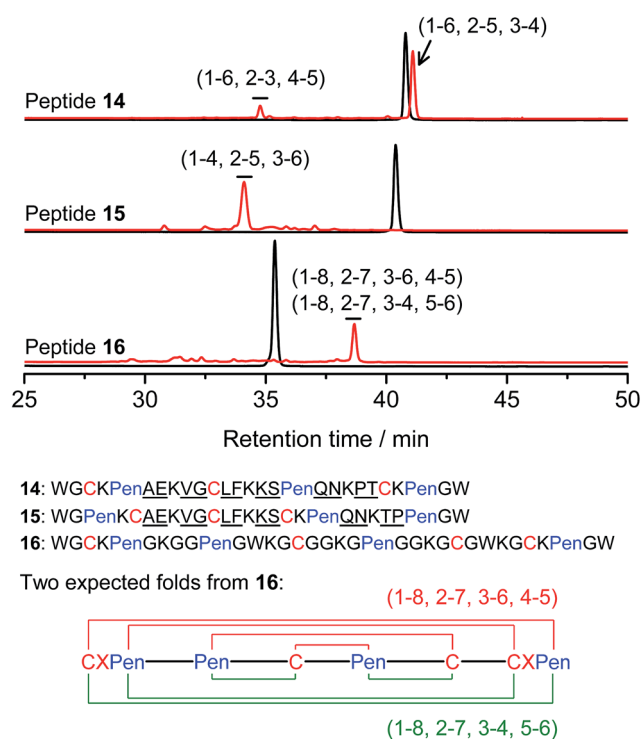 (1-6, 2-5, 3-4)
(1-6, 2-3, 4-5)
Peptide 14
(1-4, 2-5, 3-6)
Peptide 15
(1-8, 2-7, 3-6, 4-5)
(1-8, 2-7, 3-4, 5-6)
Peptide 16
25 30 35 40 45 50
Retention time / min
14: WGCKPenAEKVGCLFKKSPenQNKPTCKPenGW
15: WGPenKCAEKVGCLFKKSCKPenQNKTPPenGW
16: WGCKPenGKGGPenGWKGCGGKGPenGGKGCGWKGCKPenGW
Two expected folds from 16:
(1-8, 2-7, 3-6, 4-5)
CXPen Pen C Pen C CXPen
(1-8, 2-7, 3-4, 5-6)